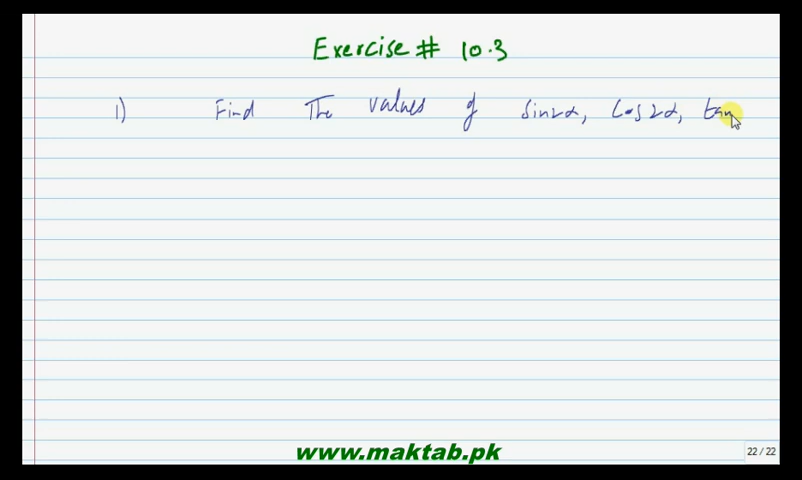 Exercise # 10.3
1) Find The values of Sin2α, Cos2α, tan
www.maktab.pk
22 / 22